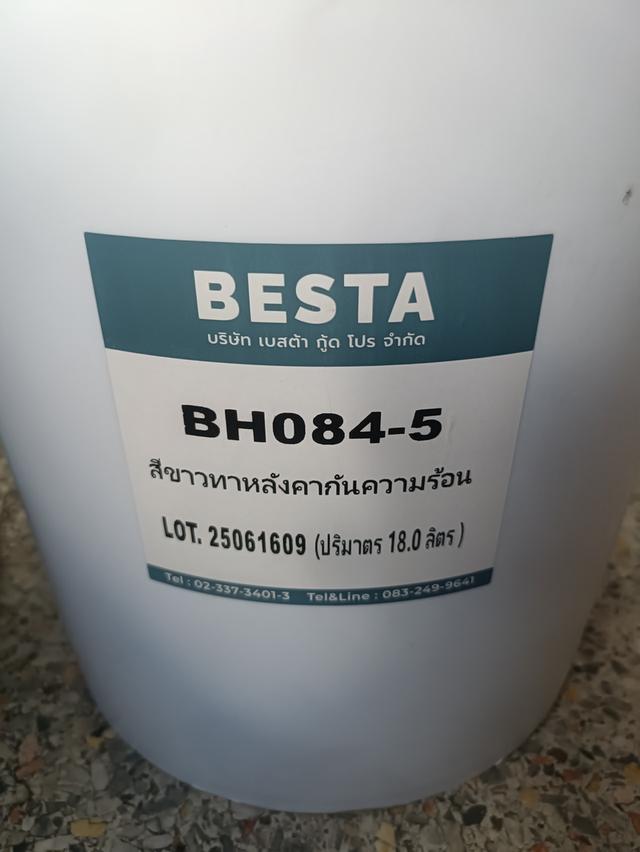 BESTA
บริษัท เบสต้า กู้ด โปร จำกัด
BH084-5
สีขาวทาหลังคากันความร้อน
LOT. 25061609 (ปริมาตร 18.0 ลิตร)
Tel : 02-337-3401-3 Tel&Line : 083-249-9641